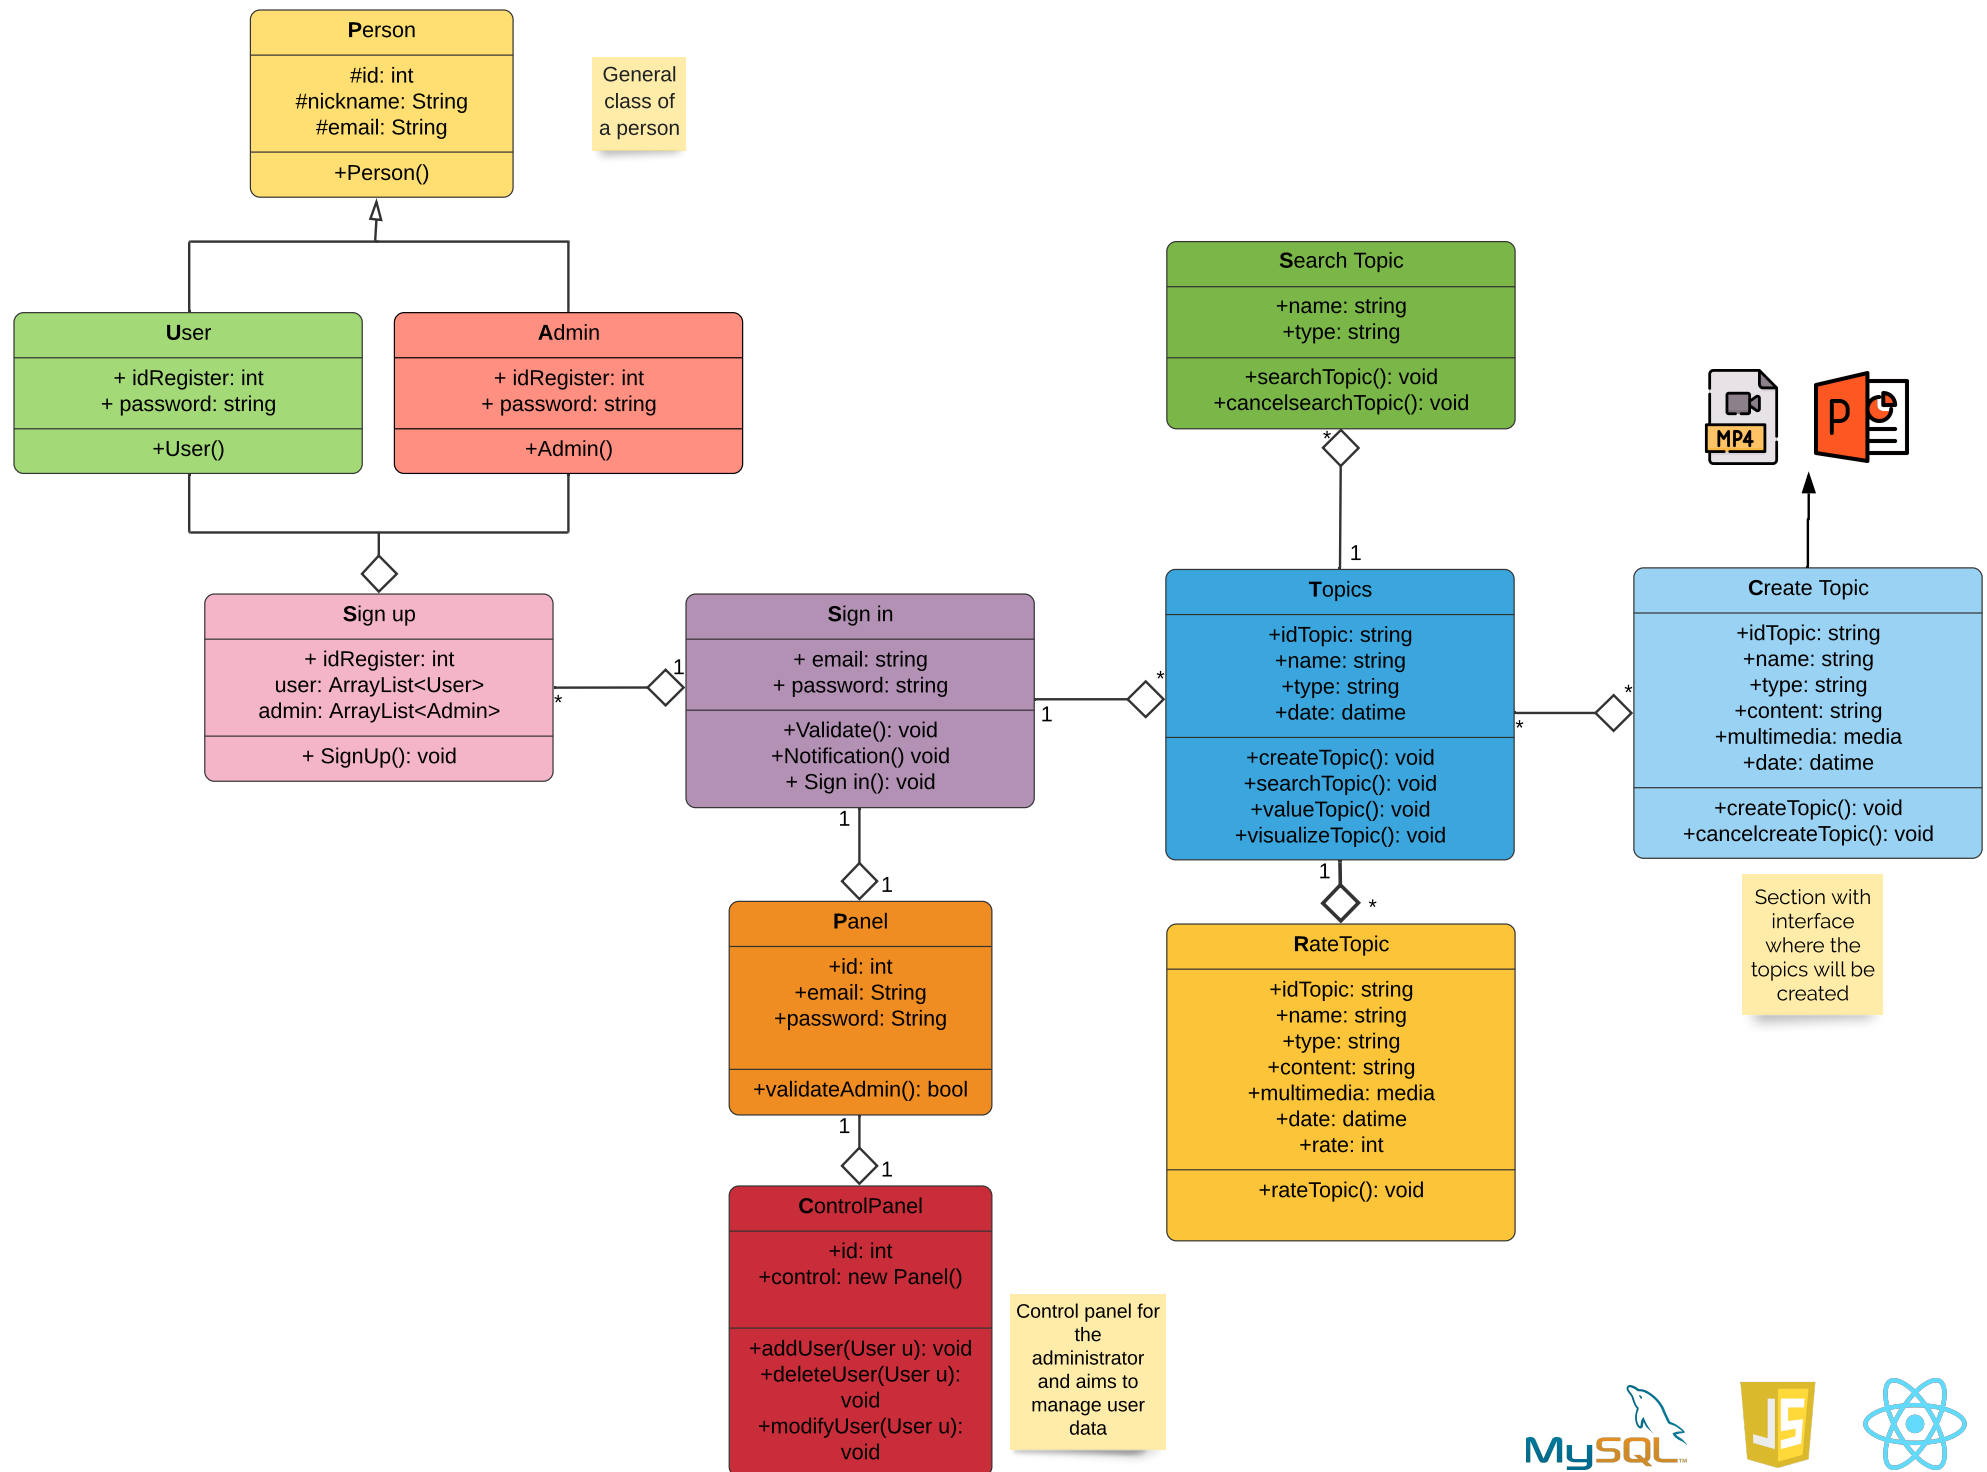 Person
#id: int
#nickname: String
#email: String
+Person()
General
class of
a person
User
+ idRegister: int
+ password: string
+User()
Admin
+ idRegister: int
+ password: string
+Admin()
Search Topic
+name: string
+type: string
+searchTopic(): void
+cancelsearchTopic(): void
*
1
MP4
P
Sign up
+ idRegister: int
user: ArrayList<User>
admin: ArrayList<Admin>
+ SignUp(): void
*
1
Sign in
+ email: string
+ password: string
+Validate(): void
+Notification() void
+ Sign in(): void
1
*
Topics
+idTopic: string
+name: string
+type: string
+date: datime
+createTopic(): void
+searchTopic(): void
+valueTopic(): void
+visualizeTopic(): void
*
*
Create Topic
+idTopic: string
+name: string
+type: string
+content: string
+multimedia: media
+date: datime
+createTopic(): void
+cancelcreateTopic(): void
Section with
interface
where the
topics will be
created
1
1
Panel
+id: int
+email: String
+password: String
+validateAdmin(): bool
1
1
ControlPanel
+id: int
+control: new Panel()
+addUser(User u): void
+deleteUser(User u):
void
+modifyUser(User u):
void
Control panel for
the
administrator
and aims to
manage user
data
1
*
RateTopic
+idTopic: string
+name: string
+type: string
+content: string
+multimedia: media
+date: datime
+rate: int
+rateTopic(): void
MySQL™
JS